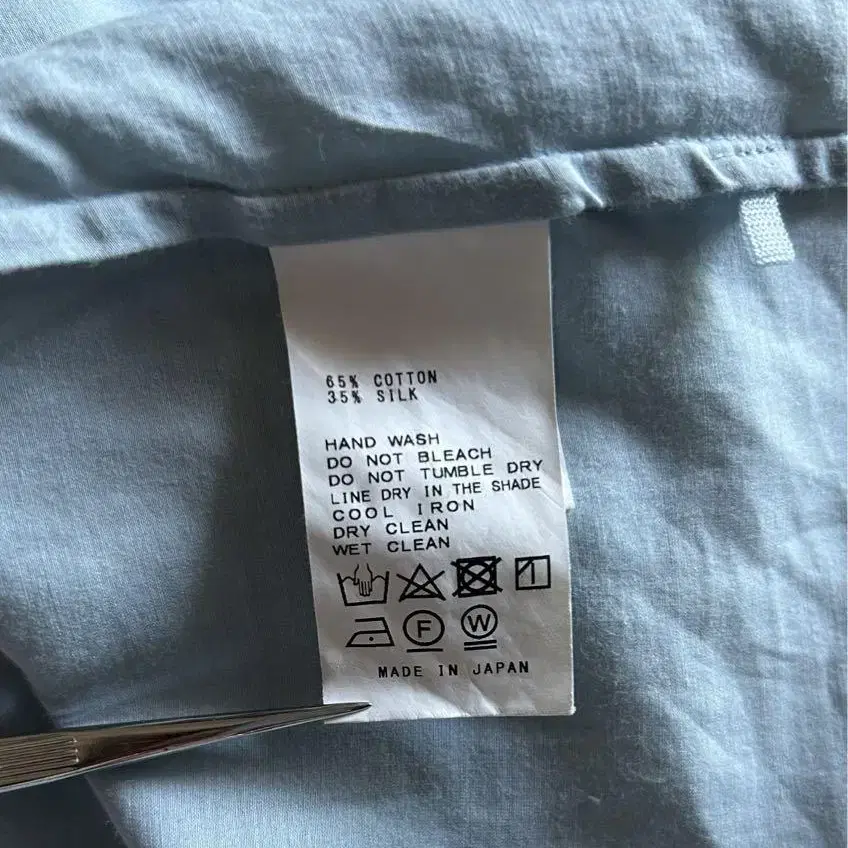 65% COTTON
35% SILK
HAND WASH
DO NOT BLEACH
DO NOT TUMBLE DRY
LINE DRY IN THE SHADE
COOL IRON
DRY CLEAN
WET CLEAN
F W
MADE IN JAPAN